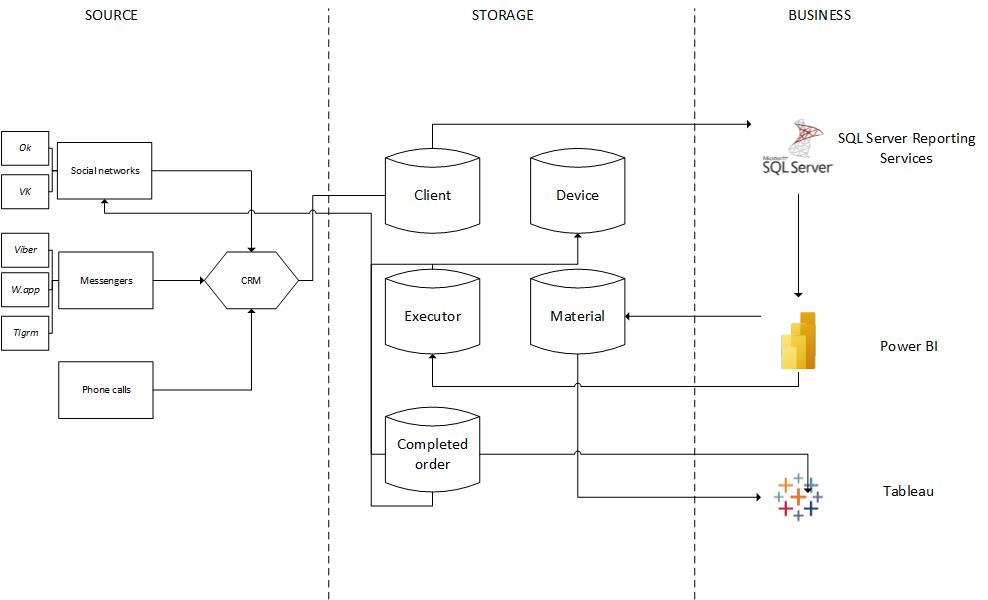 SOURCE
STORAGE
BUSINESS
Ok
VK
Social networks
Viber
W.app
Tlgrm
Messengers
Phone calls
CRM
Client
Device
Executor
Material
Completed
order
Microsoft
SQL Server
SQL Server Reporting
Services
Power BI
Tableau